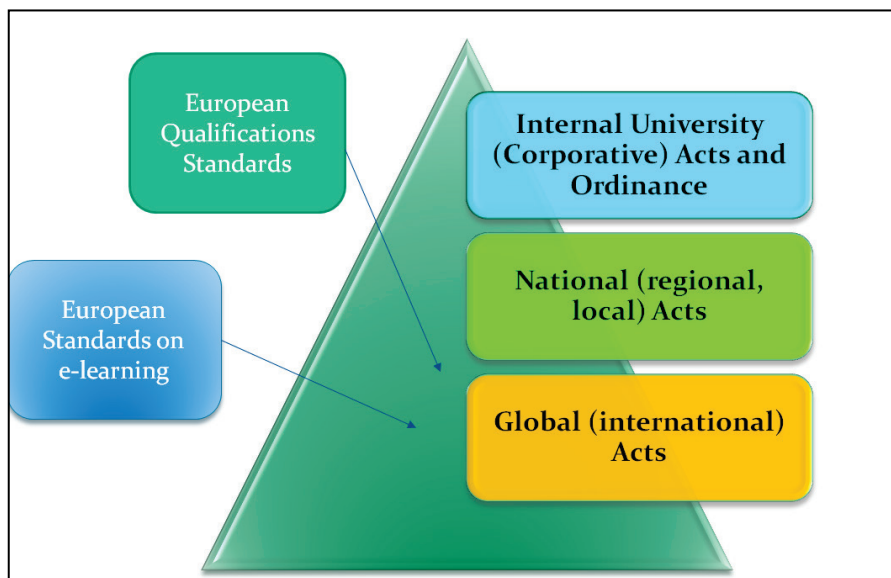 European
Qualifications
Standards
Internal University
(Corporative) Acts and
Ordinance
National (regional,
local) Acts
European
Standards on
e-learning
Global (international)
Acts